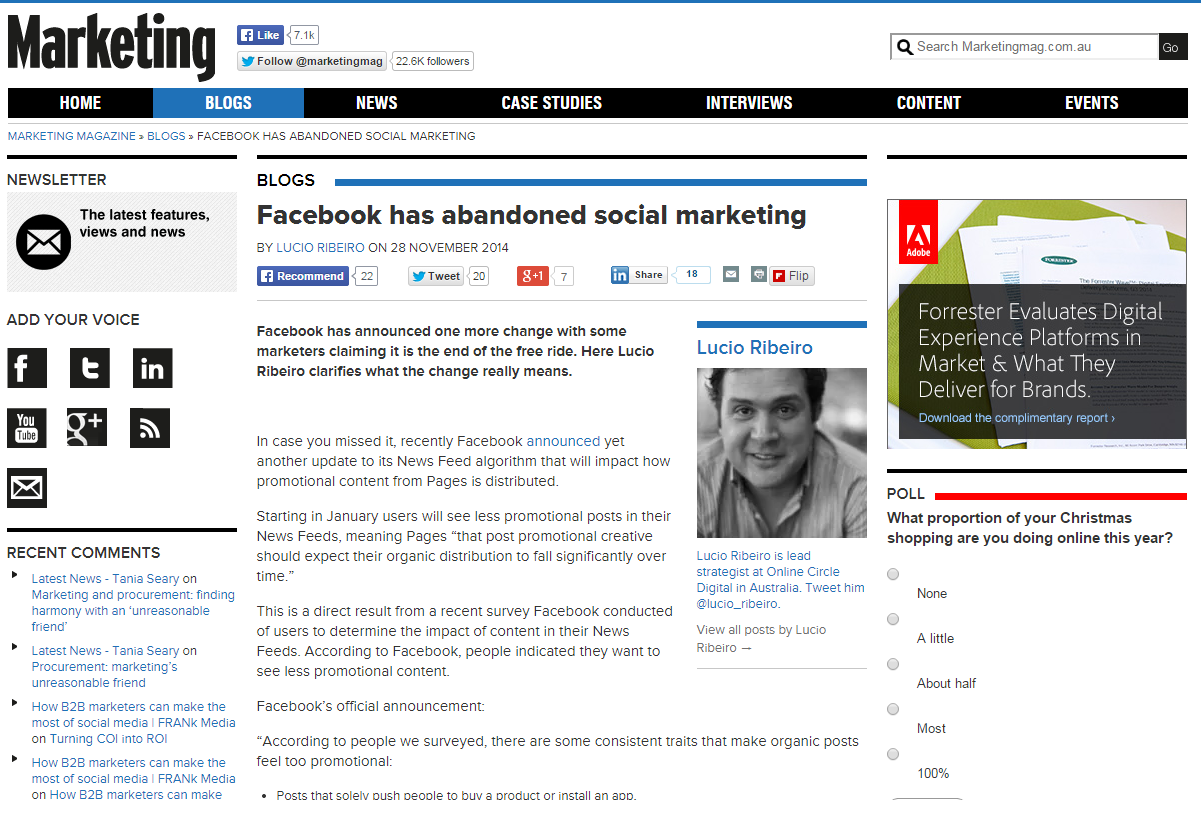 Marketing
Like 7.1k
Follow @marketingmag 22.6K followers
Search Marketingmag.com.au Go
HOME BLOGS NEWS CASE STUDIES INTERVIEWS CONTENT EVENTS
MARKETING MAGAZINE » BLOGS » FACEBOOK HAS ABANDONED SOCIAL MARKETING
NEWSLETTER
The latest features,
views and news
ADD YOUR VOICE
You
Tube
RECENT COMMENTS
Latest News - Tania Seary on
Marketing and procurement: finding
harmony with an ‘unreasonable
friend’
Latest News - Tania Seary on
Procurement: marketing’s
unreasonable friend
How B2B marketers can make the
most of social media | FRANk Media
on Turning COI into ROI
How B2B marketers can make the
most of social media | FRANk Media
on How B2B marketers can make
BLOGS
Facebook has abandoned social marketing
BY LUCIO RIBEIRO ON 28 NOVEMBER 2014
Recommend 22 Tweet 20 g+1 7 in Share 18 Flip
Facebook has announced one more change with some
marketers claiming it is the end of the free ride. Here Lucio
Ribeiro clarifies what the change really means.
In case you missed it, recently Facebook announced yet
another update to its News Feed algorithm that will impact how
promotional content from Pages is distributed.
Starting in January users will see less promotional posts in their
News Feeds, meaning Pages “that post promotional creative
should expect their organic distribution to fall significantly over
time.”
This is a direct result from a recent survey Facebook conducted
of users to determine the impact of content in their News
Feeds. According to Facebook, people indicated they want to
see less promotional content.
Facebook’s official announcement:
“According to people we surveyed, there are some consistent traits that make organic posts
feel too promotional:
• Posts that solely push people to buy a product or install an app.
Lucio Ribeiro
Lucio Ribeiro is lead
strategist at Online Circle
Digital in Australia. Tweet him
@lucio_ribeiro.
View all posts by Lucio
Ribeiro →
Adobe
FORRESTER
Forrester Evaluates Digital
Experience Platforms in
Market & What They
Deliver for Brands.
Download the complimentary report ›
POLL
What proportion of your Christmas
shopping are you doing online this year?
None
A little
About half
Most
100%